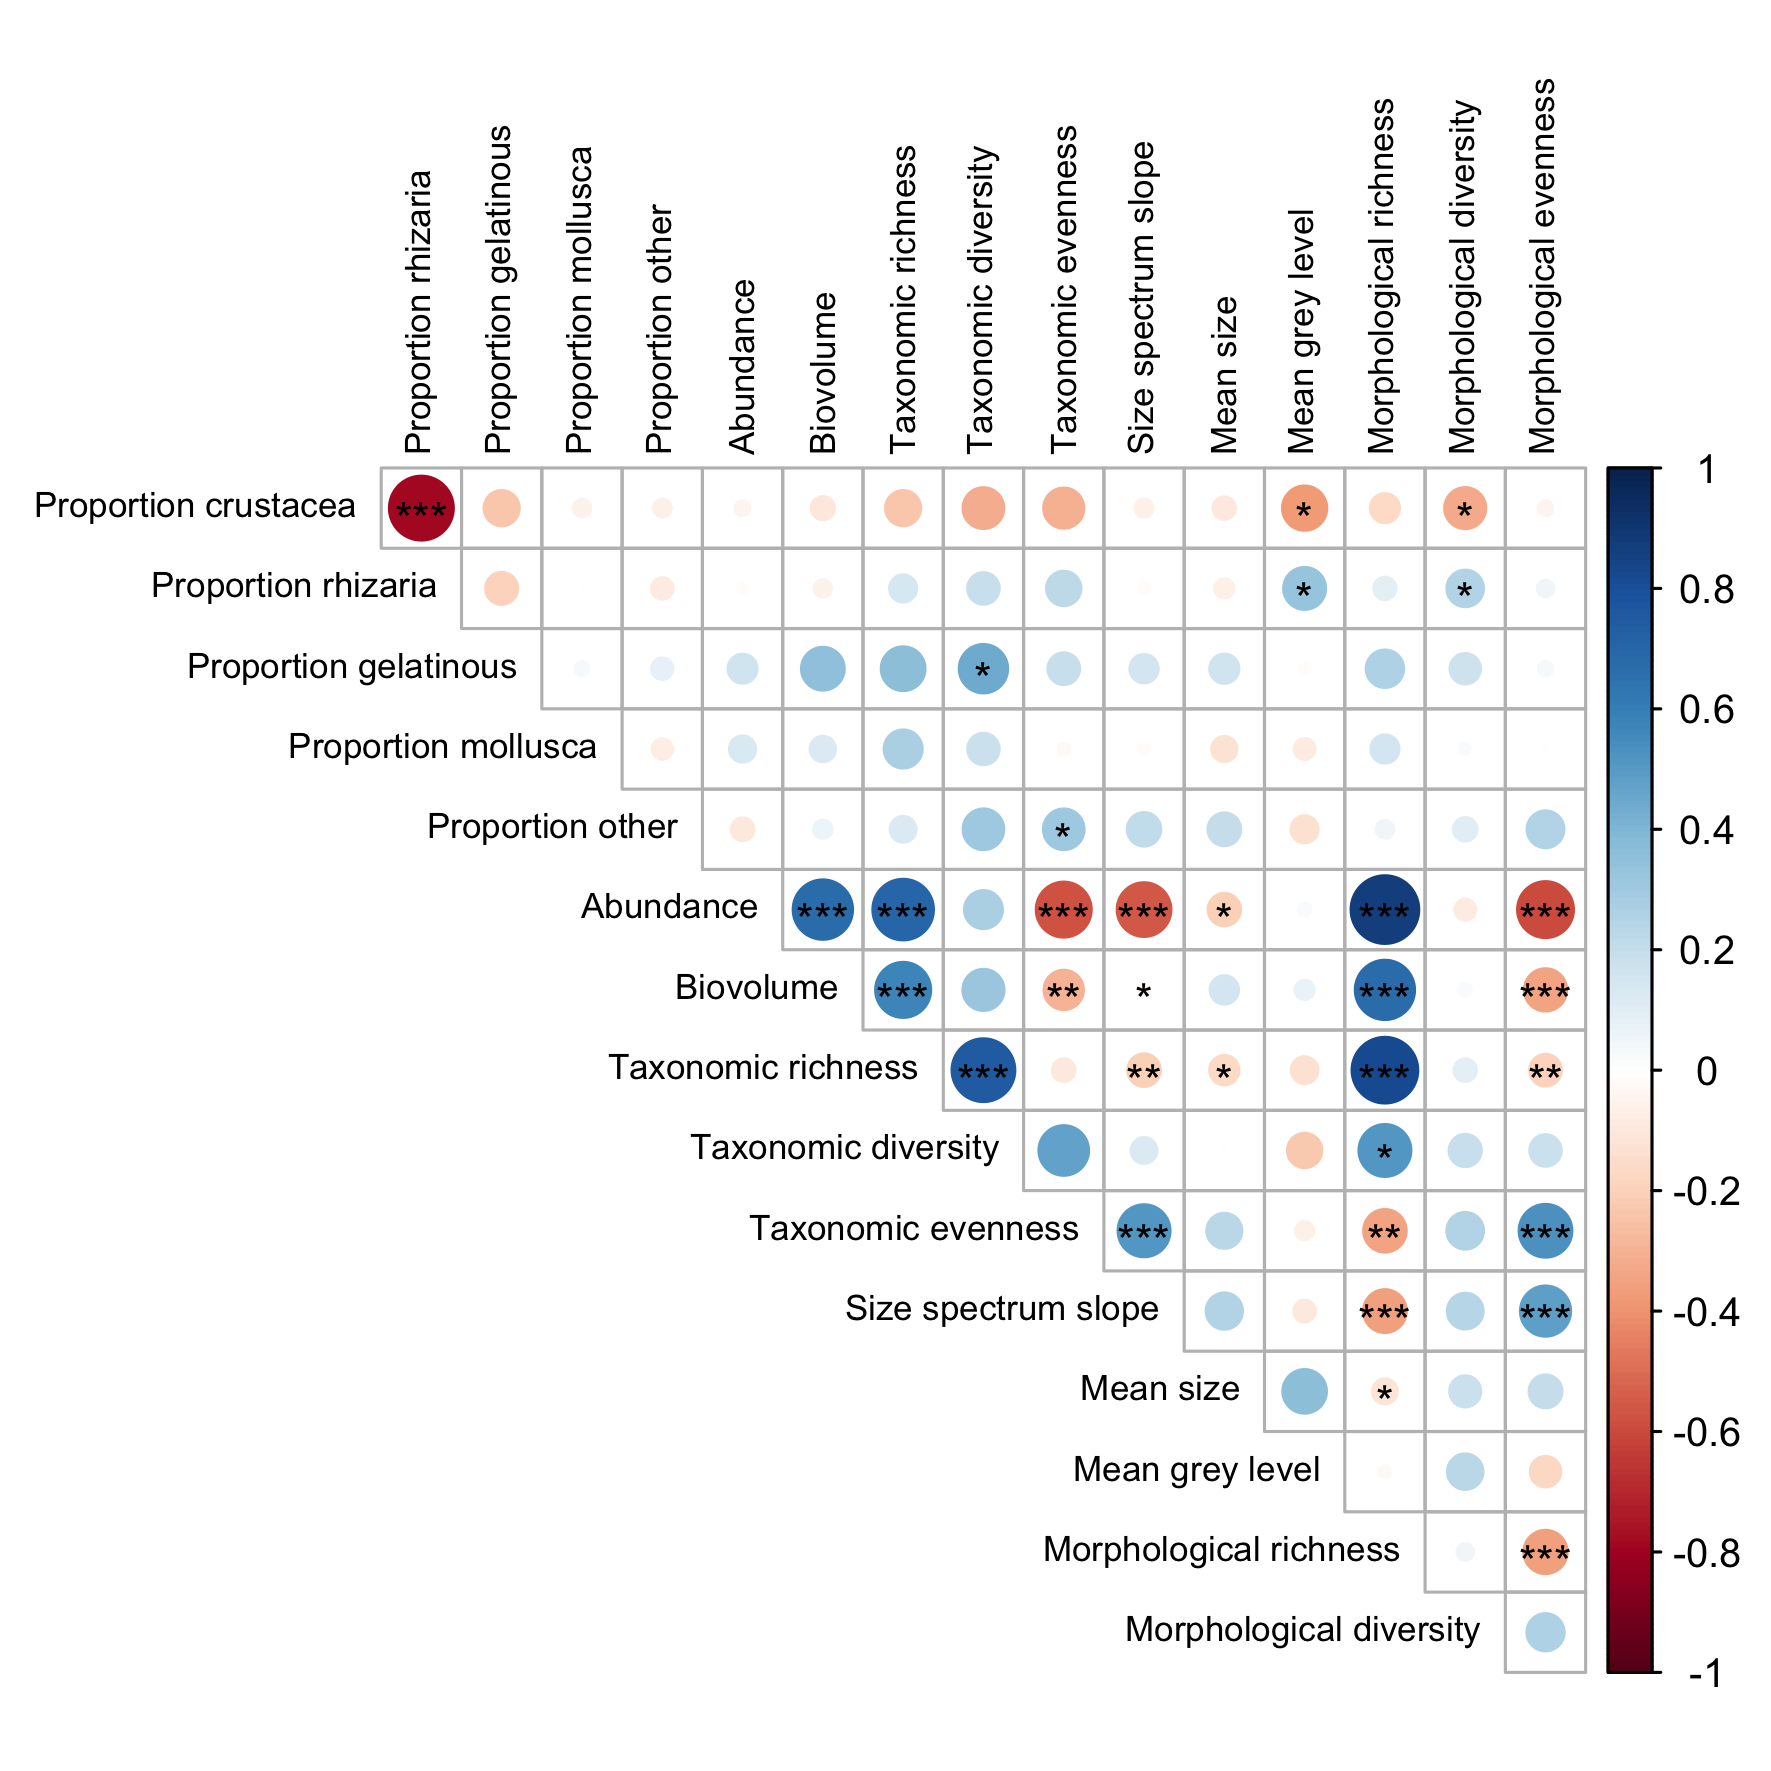 Proportion rhizaria
Proportion gelatinous
Proportion mollusca
Proportion other
Abundance
Biovolume
Taxonomic richness
Taxonomic diversity
Taxonomic evenness
Size spectrum slope
Mean size
Mean grey level
Morphological richness
Morphological diversity
Morphological evenness
Proportion crustacea *** * *
Proportion rhizaria * *
Proportion gelatinous *
Proportion mollusca
Proportion other *
Abundance *** *** *** *** * *** ***
Biovolume *** ** * *** ***
Taxonomic richness *** ** * *** **
Taxonomic diversity *
Taxonomic evenness *** ** ***
Size spectrum slope *** ***
Mean size *
Mean grey level
Morphological richness ***
Morphological diversity
1
0.8
0.6
0.4
0.2
0
-0.2
-0.4
-0.6
-0.8
-1